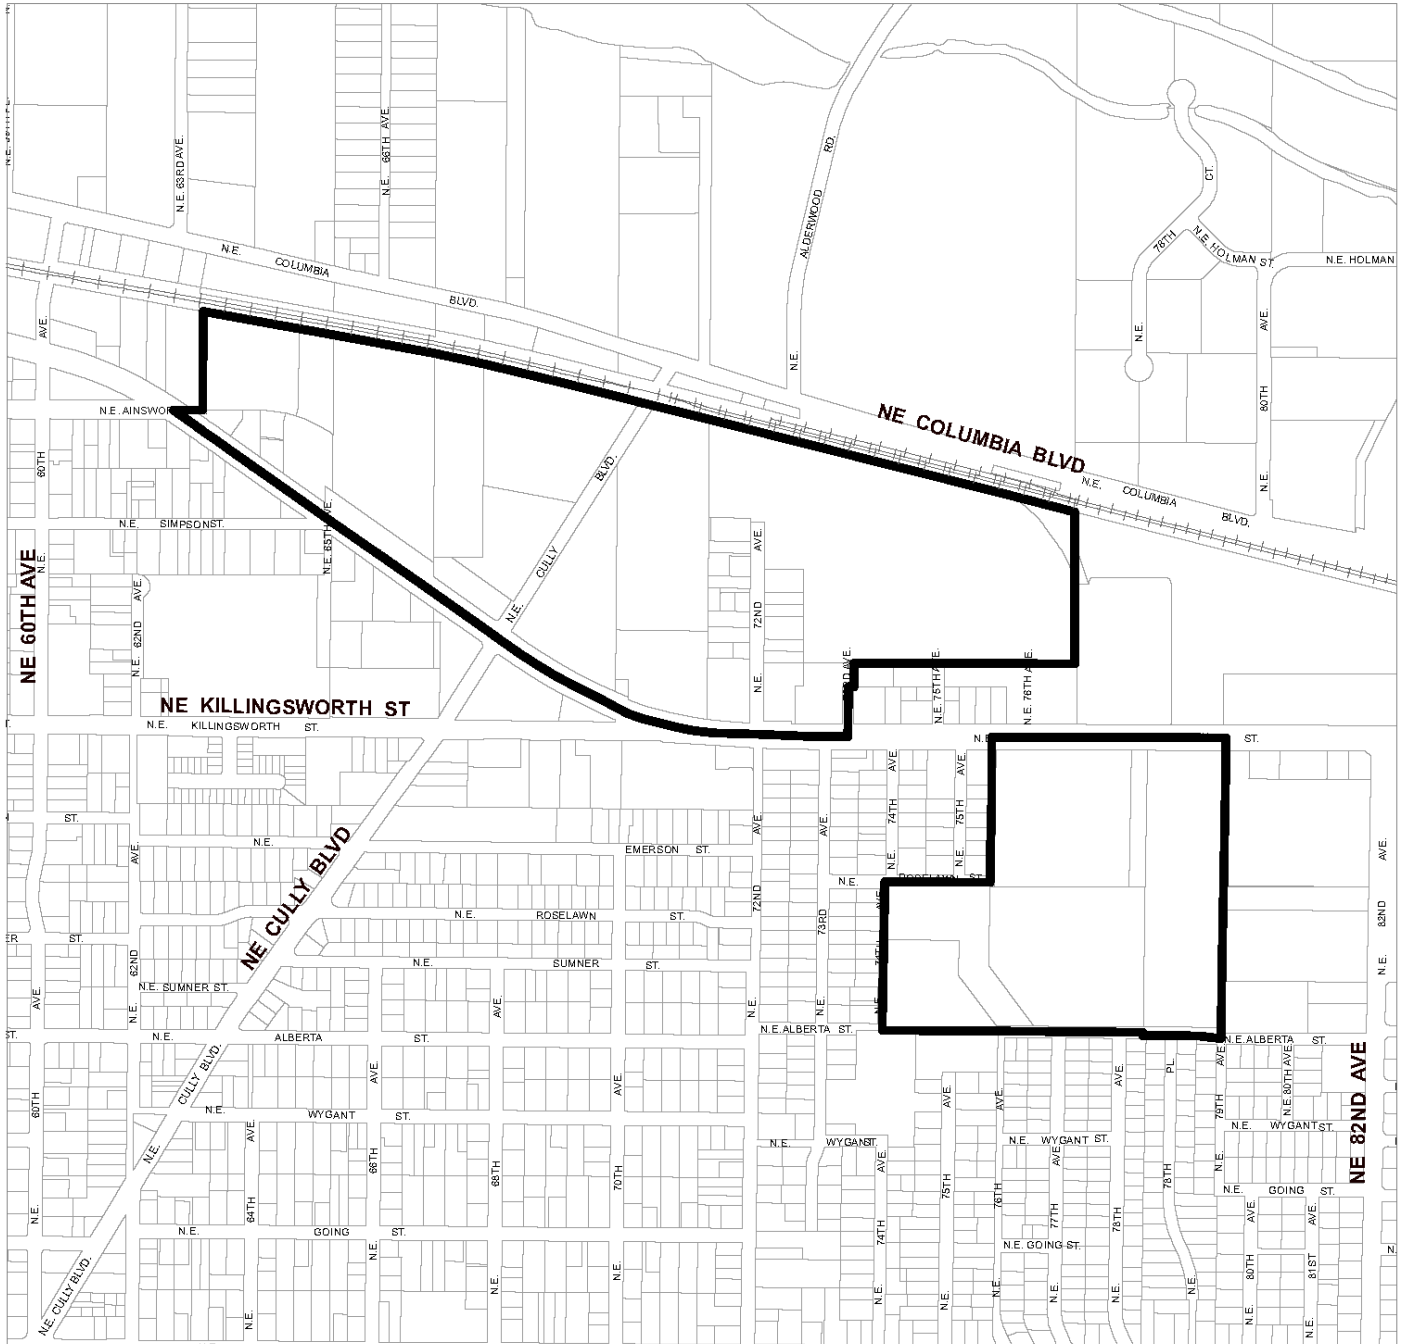 N.E. 63RD AVE.
N.E. 66TH AVE.
ALDERWOOD RD.
N.E.
CT.
78TH
N.E.
N.E. HOLMAN ST.
N.E. HOLMAN
N.E. COLUMBIA BLVD.
AVE.
N.E. 80TH AVE.
NE COLUMBIA BLVD
N.E. COLUMBIA BLVD.
N.E. AINSWOR
60TH
N.E.
N.E. CULLY BLVD.
N.E. SIMPSON ST.
N.E. 65TH AVE.
NE 60TH AVE
N.E. 62ND AVE.
N.E. 72ND AVE.
N.E. 75TH AVE.
N.E. 76TH AVE.
NE KILLINGSWORTH ST
N.E. KILLINGSWORTH ST.
ST.
ST.
N.E. 74TH AVE.
N.E. 75TH AVE.
N.E.
EMERSON ST.
NE CULLY BLVD
N.E. 72ND AVE.
N.E. 73RD AVE.
N.E.
N.E. 82ND AVE.
N.E. ROSELAWN ST.
ST.
N.E. SUMNER ST.
N.E. 62ND AVE.
N.E. SUMNER ST.
AVE.
AVE.
N.E. ALBERTA ST.
N.E. ALBERTA ST.
N.E. ALBERTA ST.
NE 82ND AVE
N.E. CULLY BLVD.
N.E. 60TH
N.E. WYGANT ST.
N.E. WYGANT ST.
N.E. WYGANT ST.
N.E. WYGANT ST.
N.E. 64TH AVE.
N.E. 66TH AVE.
N.E. 68TH
N.E. 70TH AVE.
N.E. 74TH AVE.
N.E. 75TH AVE.
N.E. 76TH AVE.
N.E. 77TH AVE.
N.E. 78TH AVE.
N.E. 78TH PL.
N.E. 79TH AVE.
N.E. 80TH AVE.
N.E. GOING ST.
N.E. GOING ST.
N.E. GOING ST.
N.E. 80TH AVE.
N.E. 81ST AVE.
N.E. CULLY BLVD.